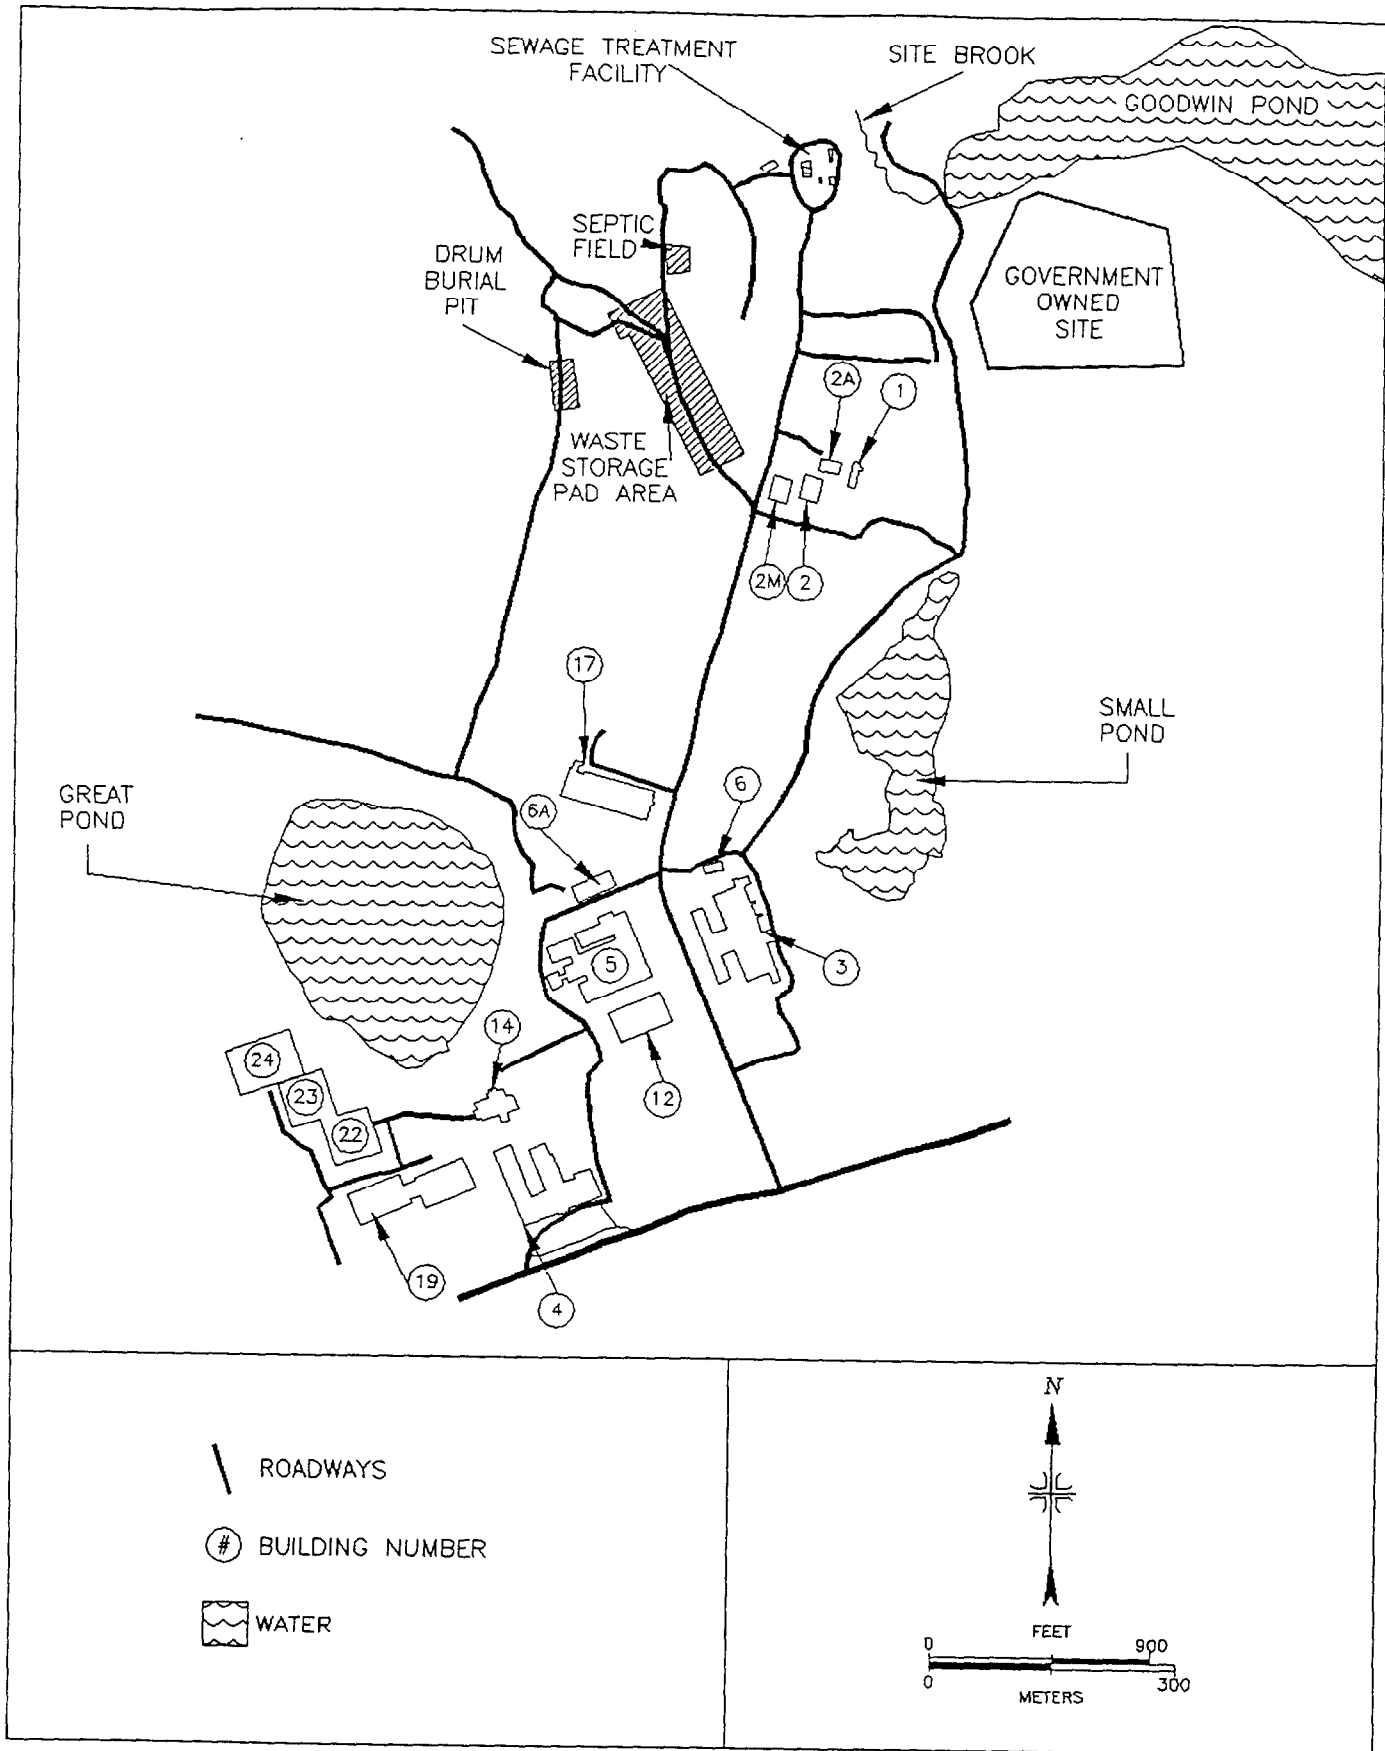 SEWAGE TREATMENT
FACILITY
SITE BROOK
GOODWIN POND
SEPTIC
FIELD
DRUM
BURIAL
PIT
GOVERNMENT
OWNED
SITE
2A
1
WASTE
STORAGE
PAD AREA
2M
2
17
SMALL
POND
GREAT
POND
6A
6
5
3
14
24
23
22
12
19
4
ROADWAYS
# BUILDING NUMBER
WATER
N
FEET
0 900
0 300
METERS